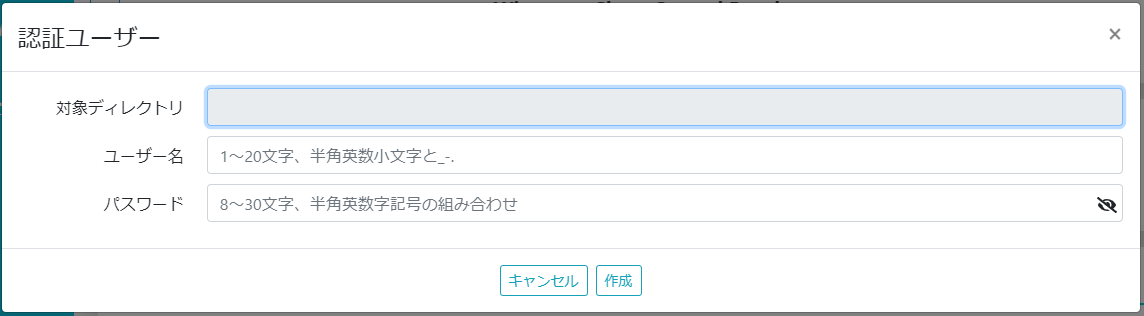 認証ユーザー
×
対象ディレクトリ
ユーザー名
1～20文字、半角英数小文字と_-.
パスワード
8～30文字、半角英数字記号の組み合わせ
キャンセル
作成